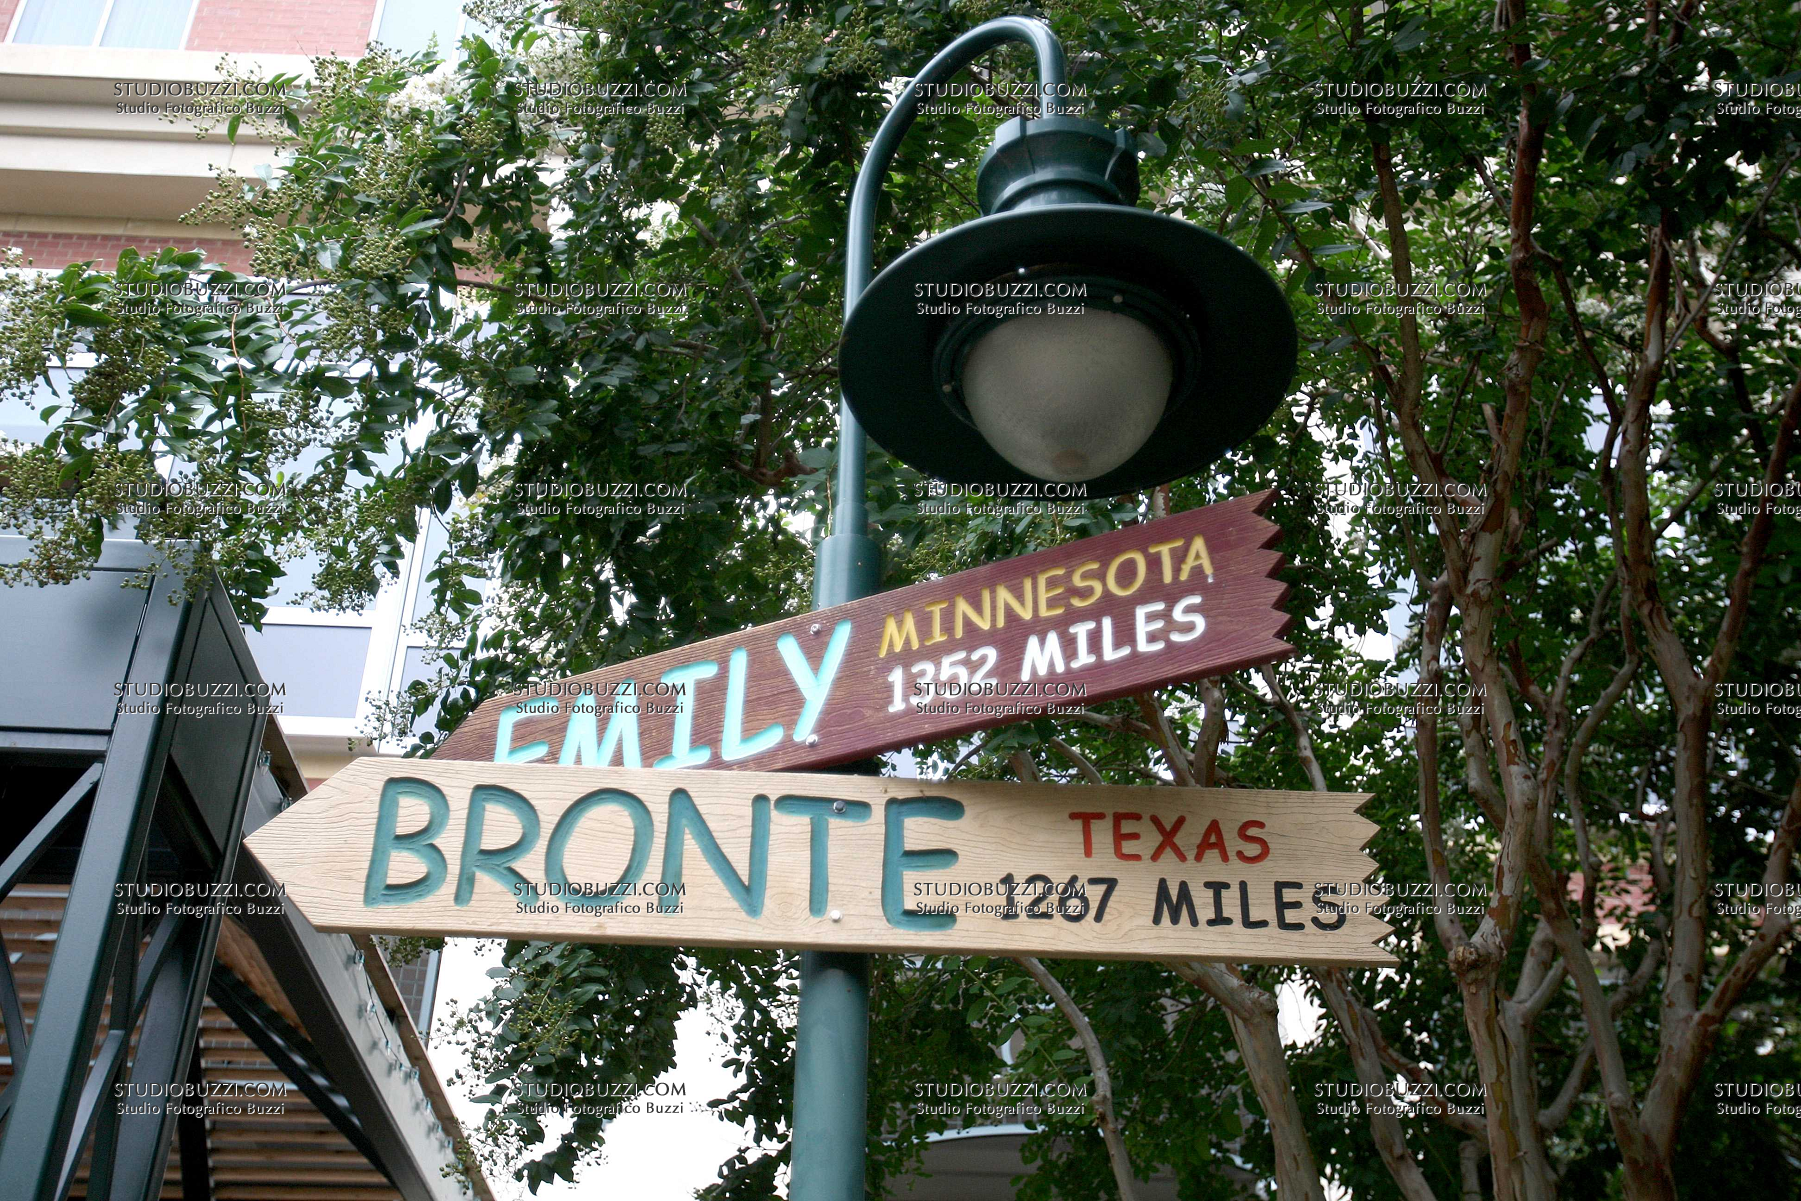 EMILY
MINNESOTA
1352 MILES
BRONTE
TEXAS
1267 MILES
STUDIOBUZZI.COM
Studio Fotografico Buzzi